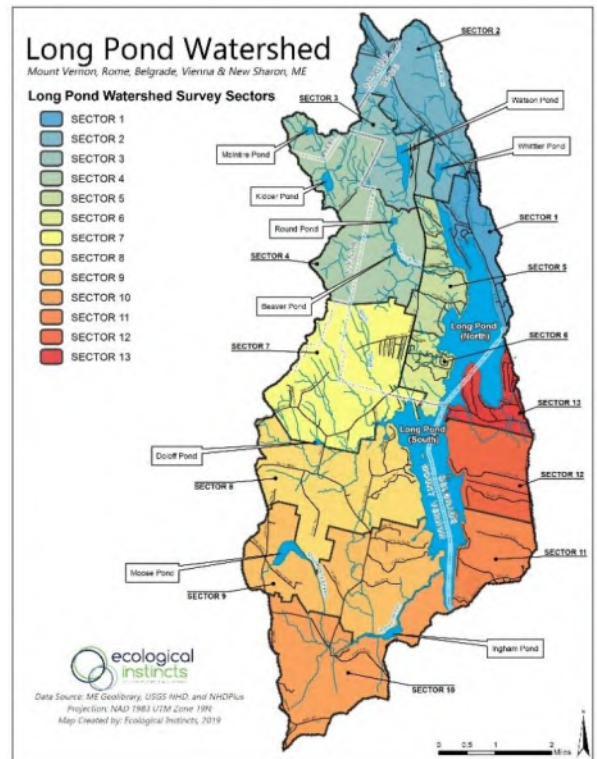 Long Pond Watershed
Mount Vernon, Rome, Belgrade, Vienna & New Sharon, ME
Long Pond Watershed Survey Sectors
SECTOR 1
SECTOR 2
SECTOR 3
SECTOR 4
SECTOR 5
SECTOR 6
SECTOR 7
SECTOR 8
SECTOR 9
SECTOR 10
SECTOR 11
SECTOR 12
SECTOR 13
SECTOR 2
SECTOR 3
Watson Pond
McIntire Pond
Whittier Pond
Kidder Pond
Round Pond
SECTOR 1
SECTOR 4
SECTOR 5
Beaver Pond
Long Pond
(North)
SECTOR 7
SECTOR 6
SECTOR 13
Long Pond
(South)
Doloff Pond
SECTOR 12
SECTOR 8
BELGRADE
MOUNT VERNON
SECTOR 11
Moose Pond
SECTOR 9
Ingham Pond
SECTOR 10
ecological
instincts
Data Source: ME Geolibrary, USGS NHD, and NHDPlus
Projection: NAD 1983 UTM Zone 19N
Map Created by: Ecological Instincts, 2019
0 0.5 1 2
Miles